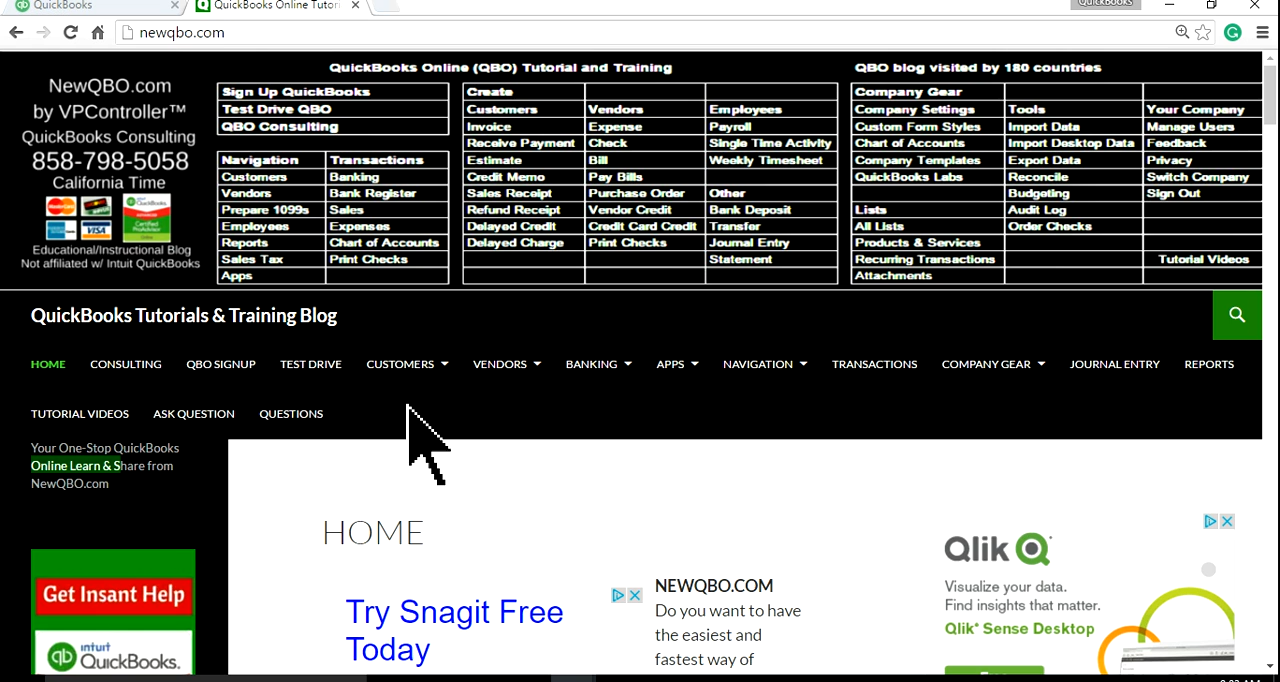 QuickBooks
QuickBooks Online Tutori
QuickBooks
newqbo.com
NewQBO.com
by VPController™
QuickBooks Consulting
858-798-5058
California Time
Educational/Instructional Blog
Not affiliated w/ Intuit QuickBooks
QuickBooks Online (QBO) Tutorial and Training
QBO blog visited by 180 countries
Sign Up QuickBooks
Test Drive QBO
QBO Consulting
Navigation Transactions
Customers Banking
Vendors Bank Register
Prepare 1099s Sales
Employees Expenses
Reports Chart of Accounts
Sales Tax Print Checks
Apps
Create
Customers Vendors Employees
Invoice Expense Payroll
Receive Payment Check Single Time Activity
Estimate Bill Weekly Timesheet
Credit Memo Pay Bills
Sales Receipt Purchase Order Other
Refund Receipt Vendor Credit Bank Deposit
Delayed Credit Credit Card Credit Transfer
Delayed Charge Print Checks Journal Entry
Statement
Company Gear
Company Settings Tools Your Company
Custom Form Styles Import Data Manage Users
Chart of Accounts Import Desktop Data Feedback
Company Templates Export Data Privacy
QuickBooks Labs Reconcile Switch Company
Budgeting Sign Out
Lists Audit Log
All Lists Order Checks
Products & Services
Recurring Transactions Tutorial Videos
Attachments
QuickBooks Tutorials & Training Blog
HOME CONSULTING QBO SIGNUP TEST DRIVE CUSTOMERS VENDORS BANKING APPS NAVIGATION TRANSACTIONS COMPANY GEAR JOURNAL ENTRY REPORTS
TUTORIAL VIDEOS ASK QUESTION QUESTIONS
Your One-Stop QuickBooks
Online Learn & Share from
NewQBO.com
Get Insant Help
intuit
QuickBooks.
HOME
Try Snagit Free
Today
NEWQBO.COM
Do you want to have
the easiest and
fastest way of
Qlik
Visualize your data.
Find insights that matter.
Qlik Sense Desktop